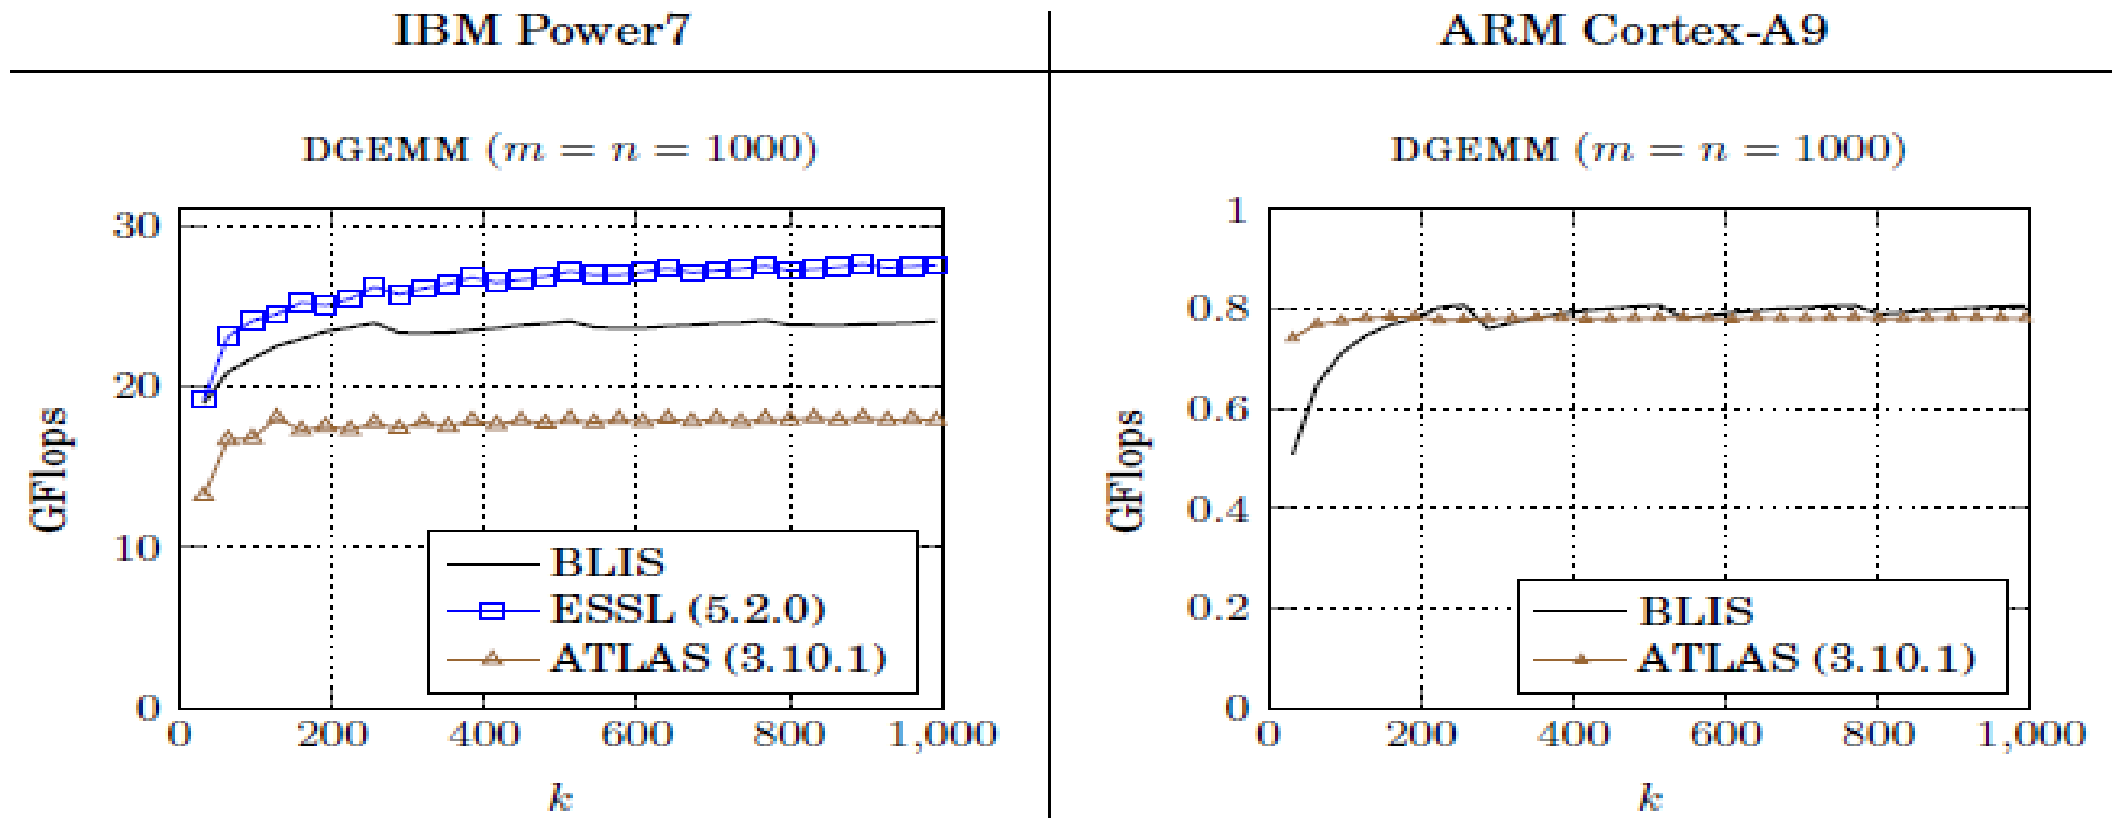 IBM Power7
DGEMM (m = n = 1000)
30
20
10
0
GFlops
BLIS
ESSL (5.2.0)
ATLAS (3.10.1)
0 200 400 600 800 1,000
k
ARM Cortex-A9
DGEMM (m = n = 1000)
1
0.8
0.6
0.4
0.2
0
GFlops
BLIS
ATLAS (3.10.1)
0 200 400 600 800 1,000
k